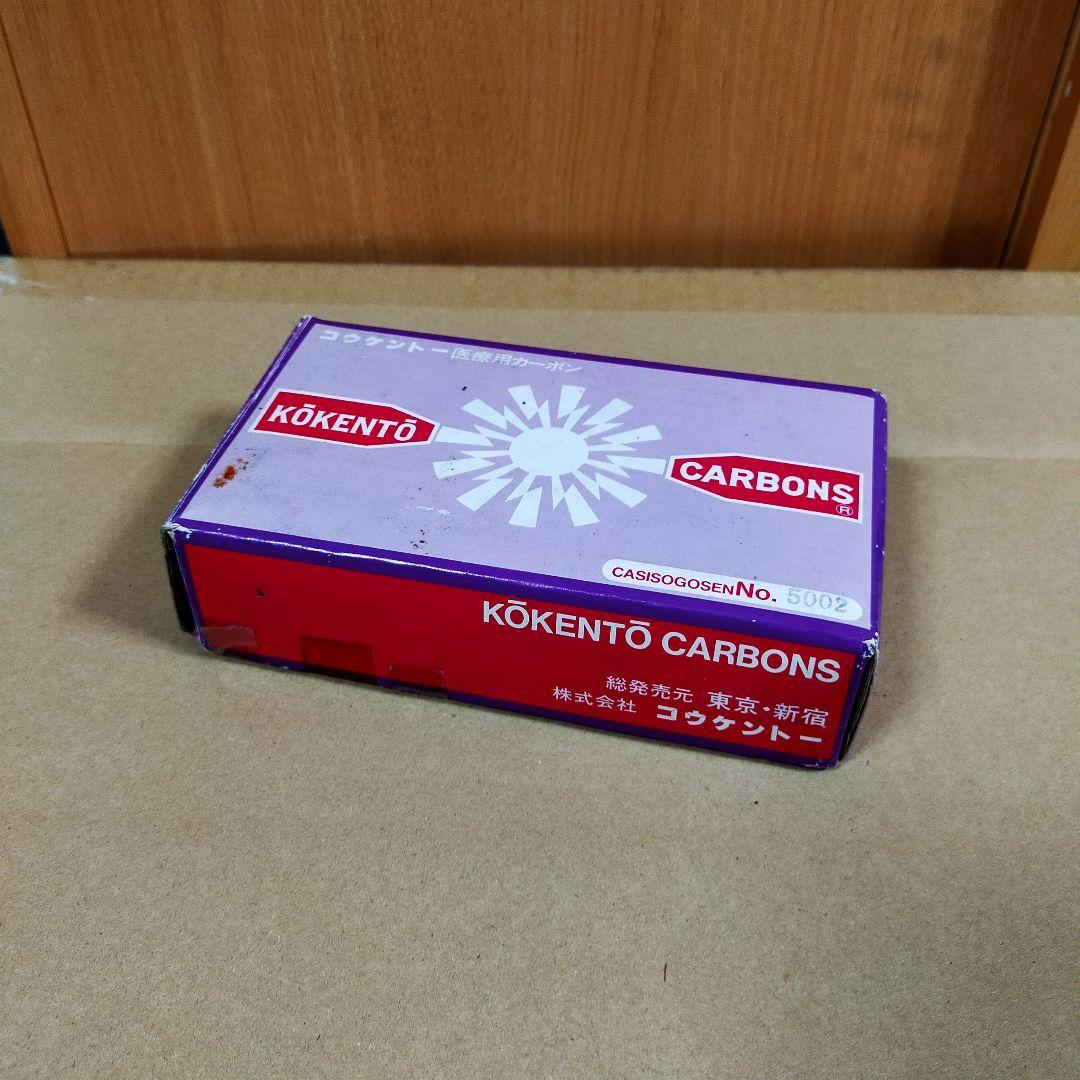 コウケントー医療用カーボン
KŌKENTŌ
CARBONS
®
CASISOGOSEN No. 5002
KŌKENTŌ CARBONS
総発売元 東京・新宿
株式会社 コウケントー